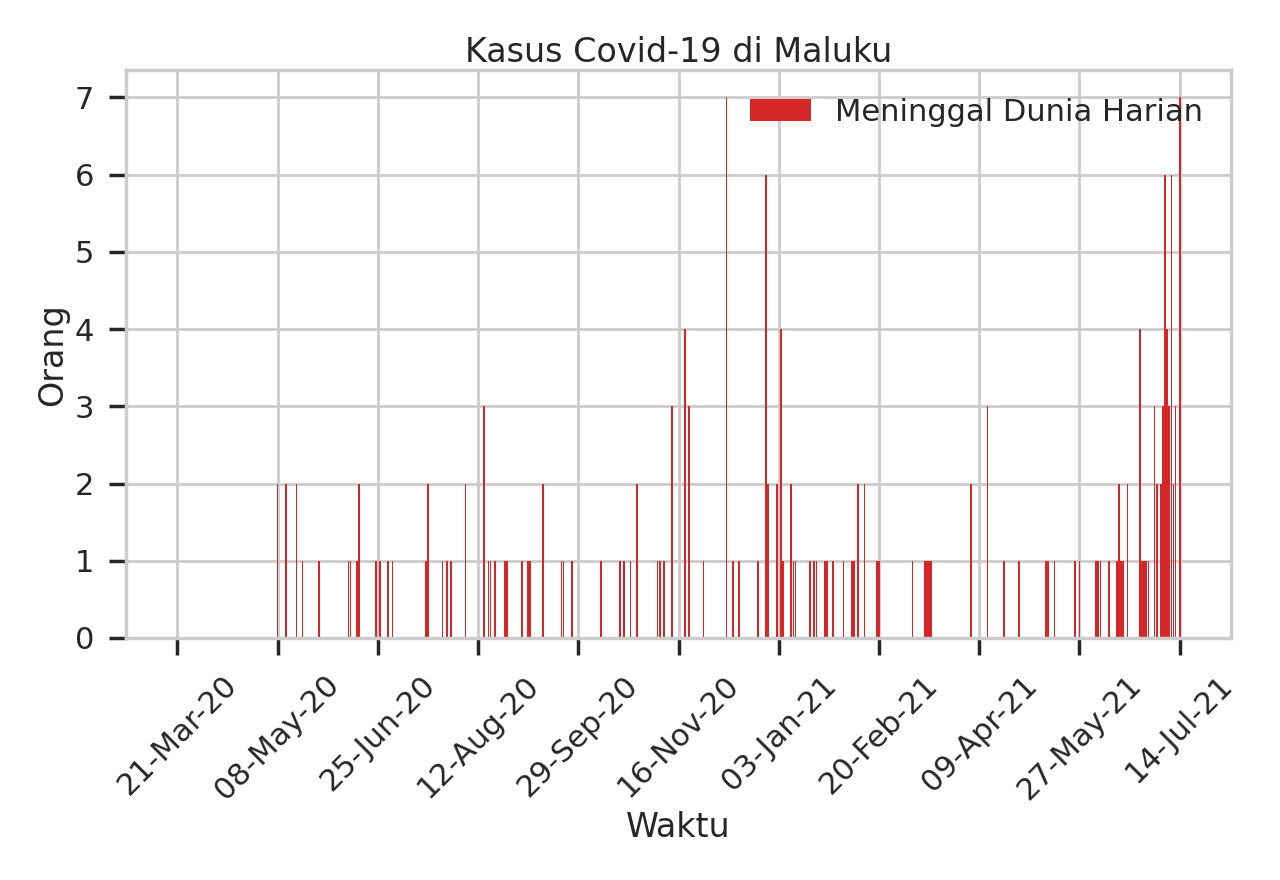 Kasus Covid-19 di Maluku
Meninggal Dunia Harian
Orang
7
6
5
4
3
2
1
0
21-Mar-20
08-May-20
25-Jun-20
12-Aug-20
29-Sep-20
16-Nov-20
03-Jan-21
20-Feb-21
09-Apr-21
27-May-21
14-Jul-21
Waktu